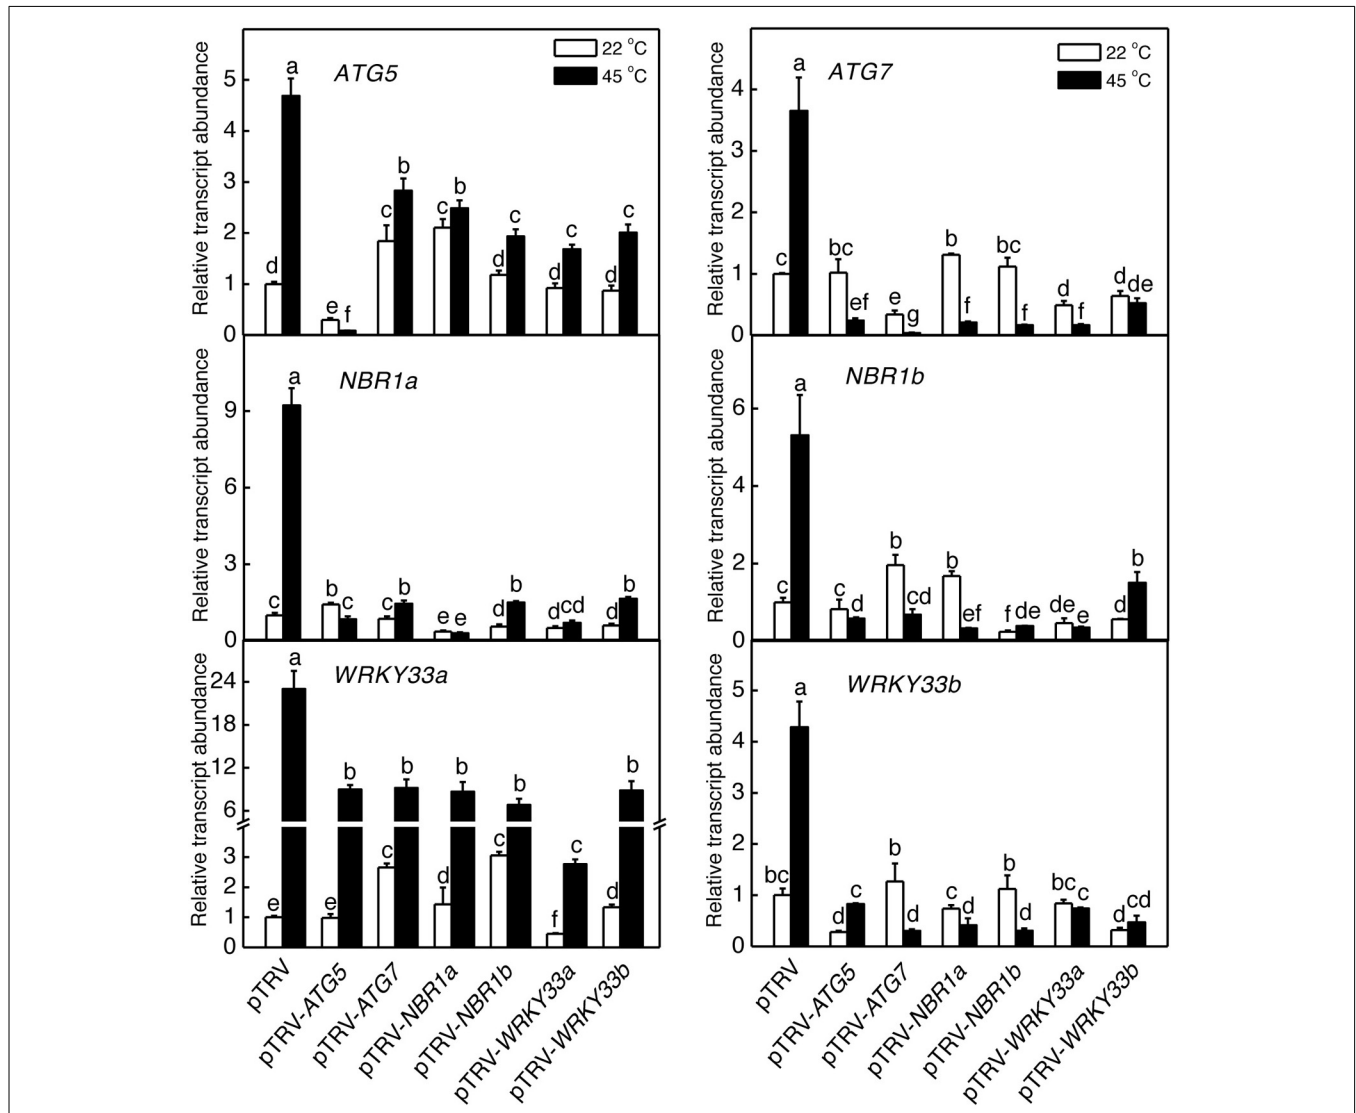 22 °C
45 °C
ATG5
Relative transcript abundance
5
4
3
2
1
0
a
d
e
f
c
b
c
b
d
c
d
c
d
c
22 °C
45 °C
ATG7
Relative transcript abundance
4
3
2
1
0
a
c
bc
ef
e
g
b
f
bc
f
d
f
d
de
NBR1a
Relative transcript abundance
9
6
3
0
a
c
b
c
c
b
e
e
d
b
d
cd
d
b
NBR1b
Relative transcript abundance
6
4
2
0
a
c
c
d
b
cd
b
ef
f
de
de
e
d
b
WRKY33a
Relative transcript abundance
24
18
12
6
3
2
1
0
a
e
e
b
c
b
d
b
c
b
f
c
d
b
WRKY33b
Relative transcript abundance
5
4
3
2
1
0
bc
a
d
c
b
d
c
d
b
d
bc
c
d
cd
pTRV
pTRV-ATG5
pTRV-ATG7
pTRV-NBR1a
pTRV-NBR1b
pTRV-WRKY33a
pTRV-WRKY33b
pTRV
pTRV-ATG5
pTRV-ATG7
pTRV-NBR1a
pTRV-NBR1b
pTRV-WRKY33a
pTRV-WRKY33b